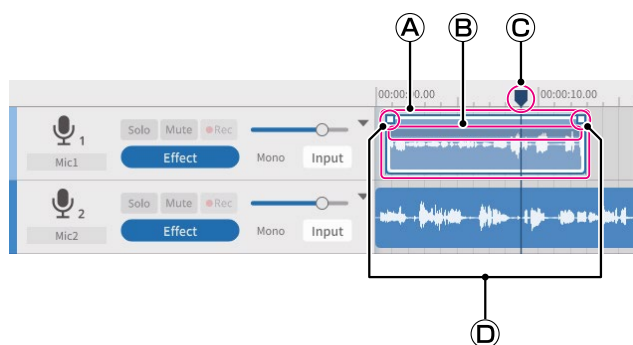 A B C
00:00:00.00 00:00:10.00
1 Solo Mute Rec
Mic1 Effect Mono Input
2 Solo Mute Rec
Mic2 Effect Mono Input
D